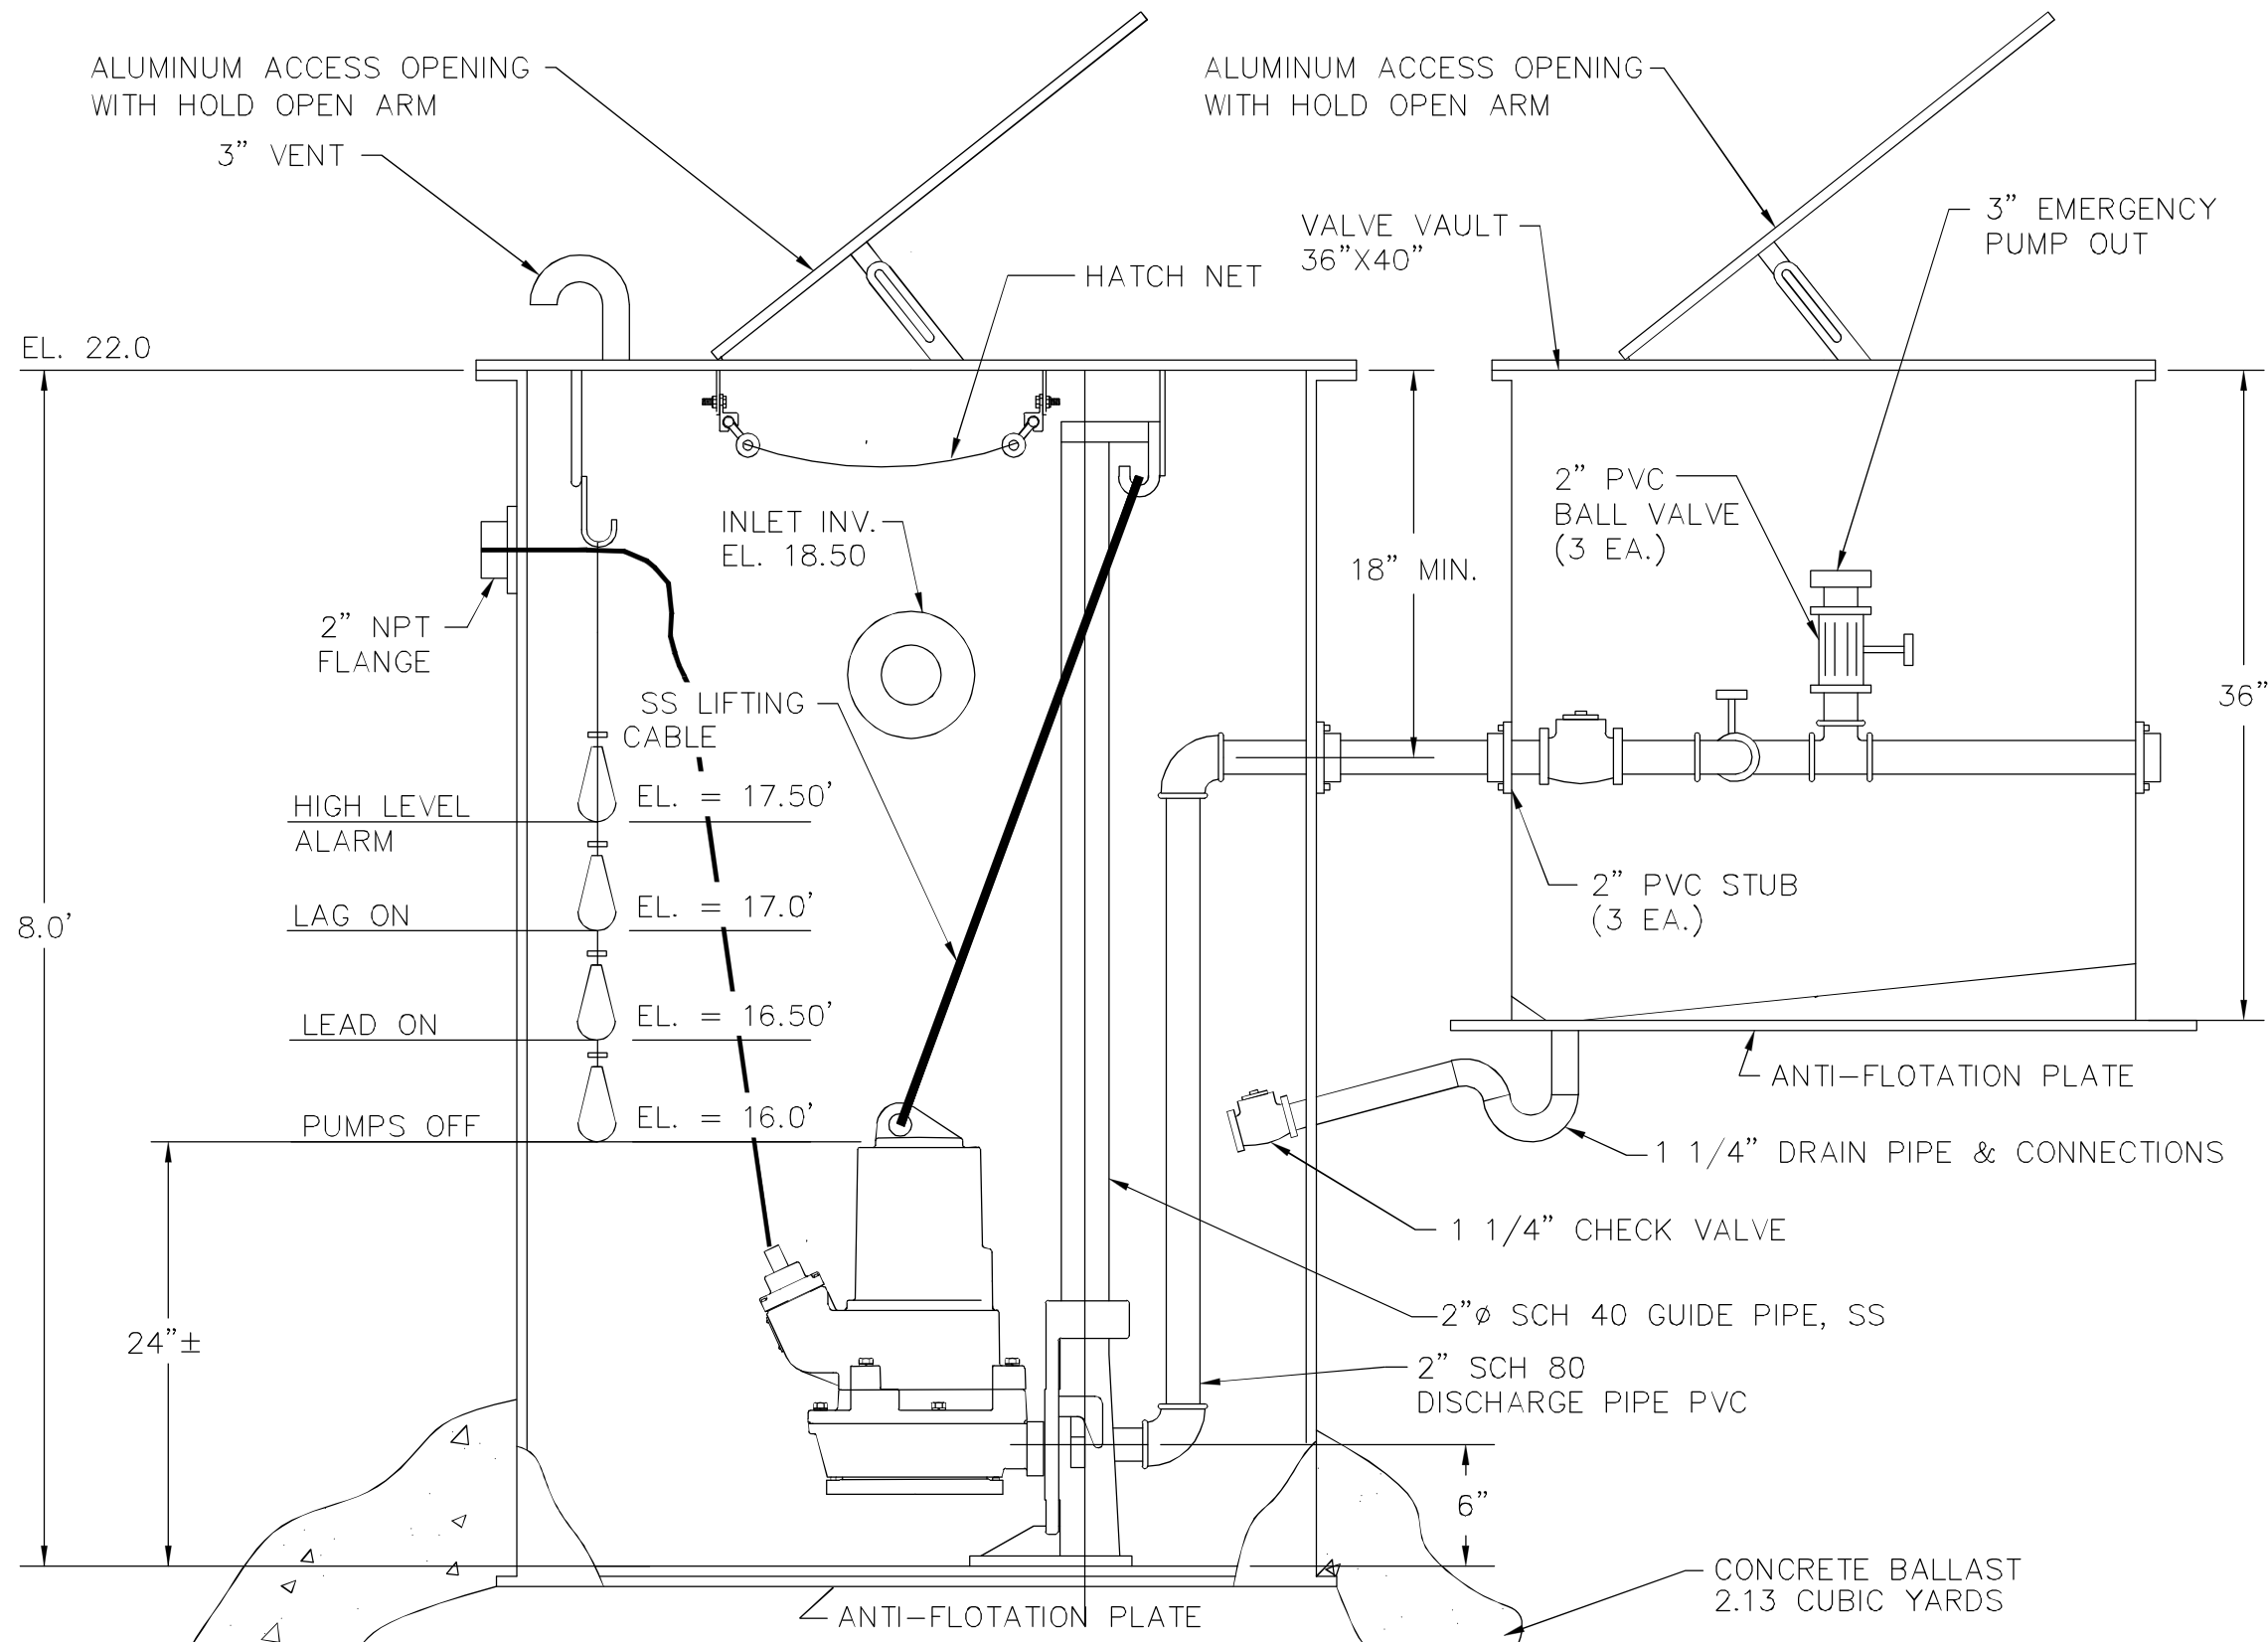 ALUMINUM ACCESS OPENING
WITH HOLD OPEN ARM
3" VENT
ALUMINUM ACCESS OPENING
WITH HOLD OPEN ARM
VALVE VAULT
36"X40"
3" EMERGENCY
PUMP OUT
HATCH NET
EL. 22.0
2" PVC
BALL VALVE
(3 EA.)
INLET INV.
EL. 18.50
18" MIN.
2" NPT
FLANGE
SS LIFTING
CABLE
36"
HIGH LEVEL
ALARM
EL. = 17.50'
2" PVC STUB
(3 EA.)
LAG ON
EL. = 17.0'
8.0'
LEAD ON
EL. = 16.50'
ANTI-FLOTATION PLATE
PUMPS OFF
EL. = 16.0'
1 1/4" DRAIN PIPE & CONNECTIONS
1 1/4" CHECK VALVE
2"ø SCH 40 GUIDE PIPE, SS
24"±
2" SCH 80
DISCHARGE PIPE PVC
6"
CONCRETE BALLAST
2.13 CUBIC YARDS
ANTI-FLOTATION PLATE